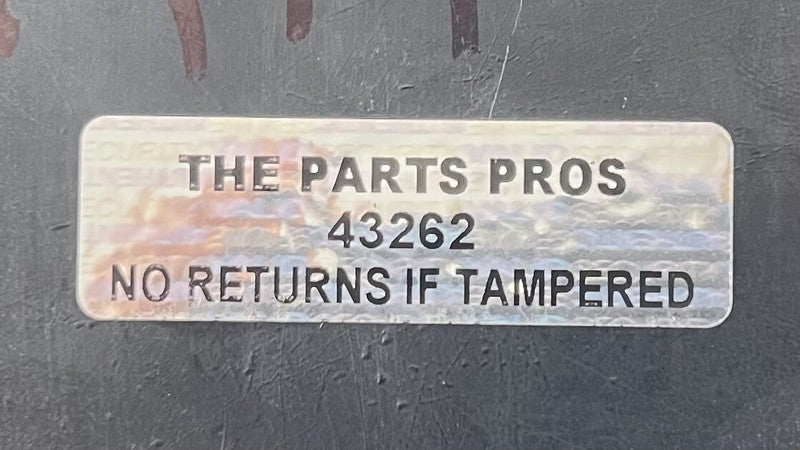 THE PARTS PROS
43262
NO RETURNS IF TAMPERED